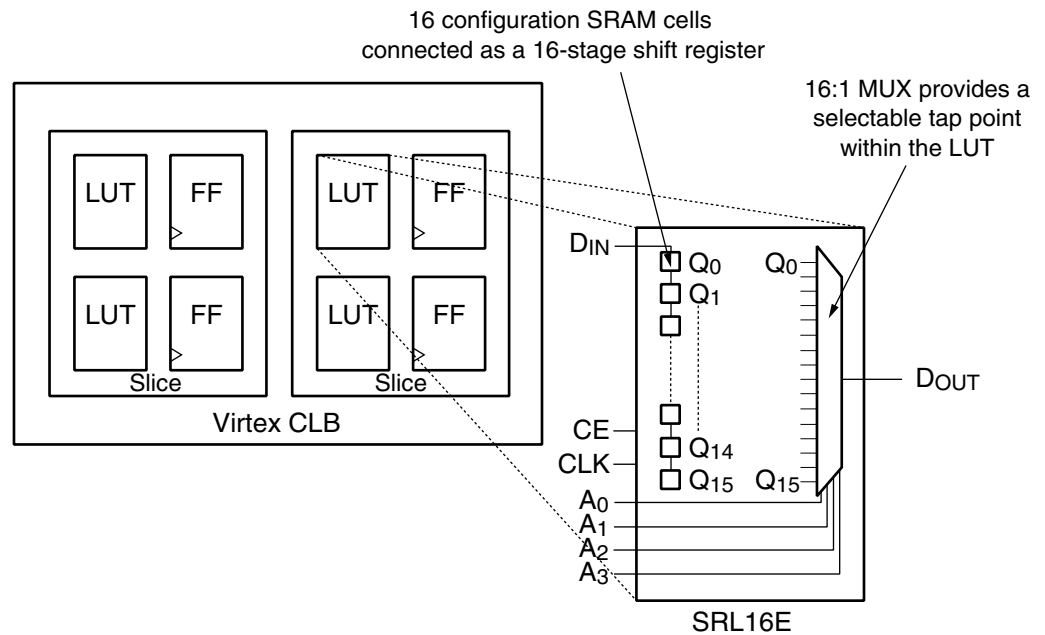 16 configuration SRAM cells
connected as a 16-stage shift register
16:1 MUX provides a
selectable tap point
within the LUT
LUT FF LUT FF
LUT FF LUT FF
Slice Slice
Virtex CLB
DIN
Q0 Q0
Q1
DOUT
CE
Q14
CLK
Q15 Q15
A0
A1
A2
A3
SRL16E